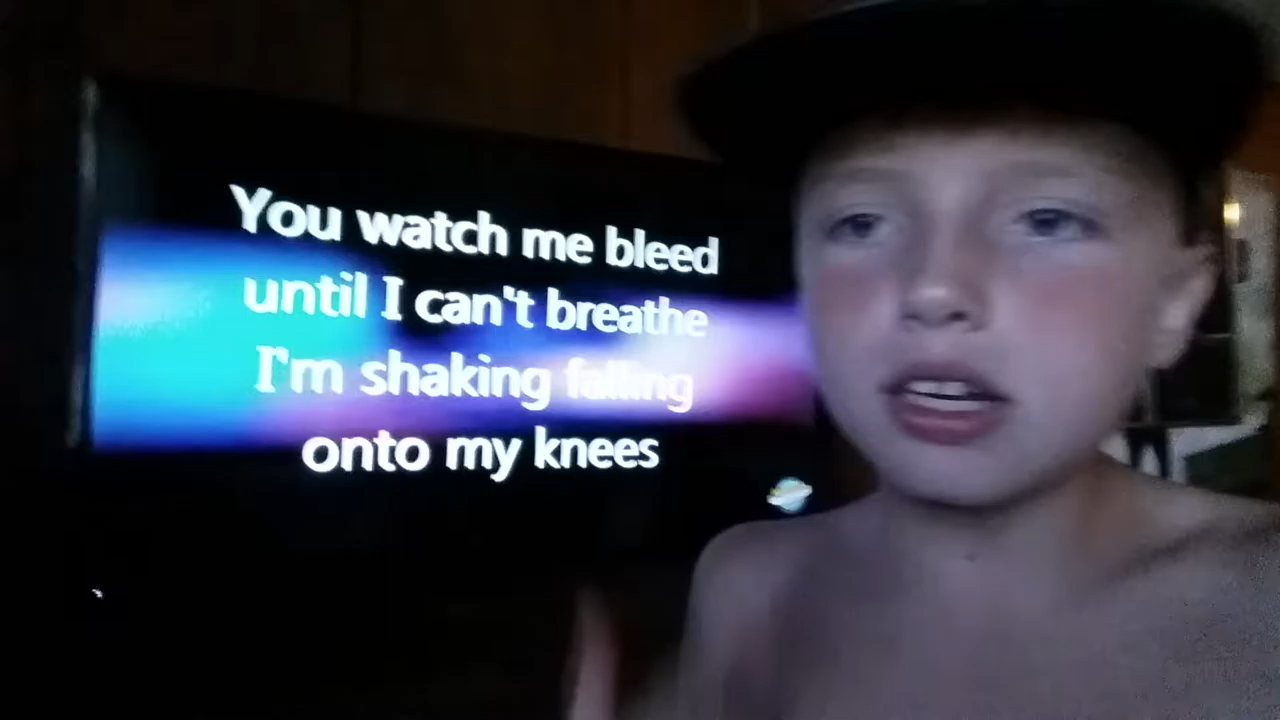 You watch me bleed
until I can't breathe
I'm shaking falling
onto my knees